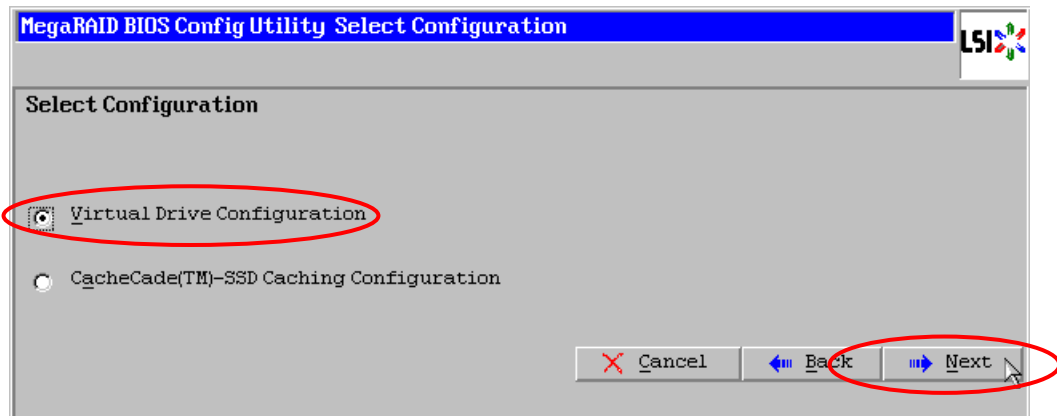 MegaRAID BIOS Config Utility Select Configuration
LSI
Select Configuration
Virtual Drive Configuration
CacheCade(TM)-SSD Caching Configuration
Cancel
Back
Next